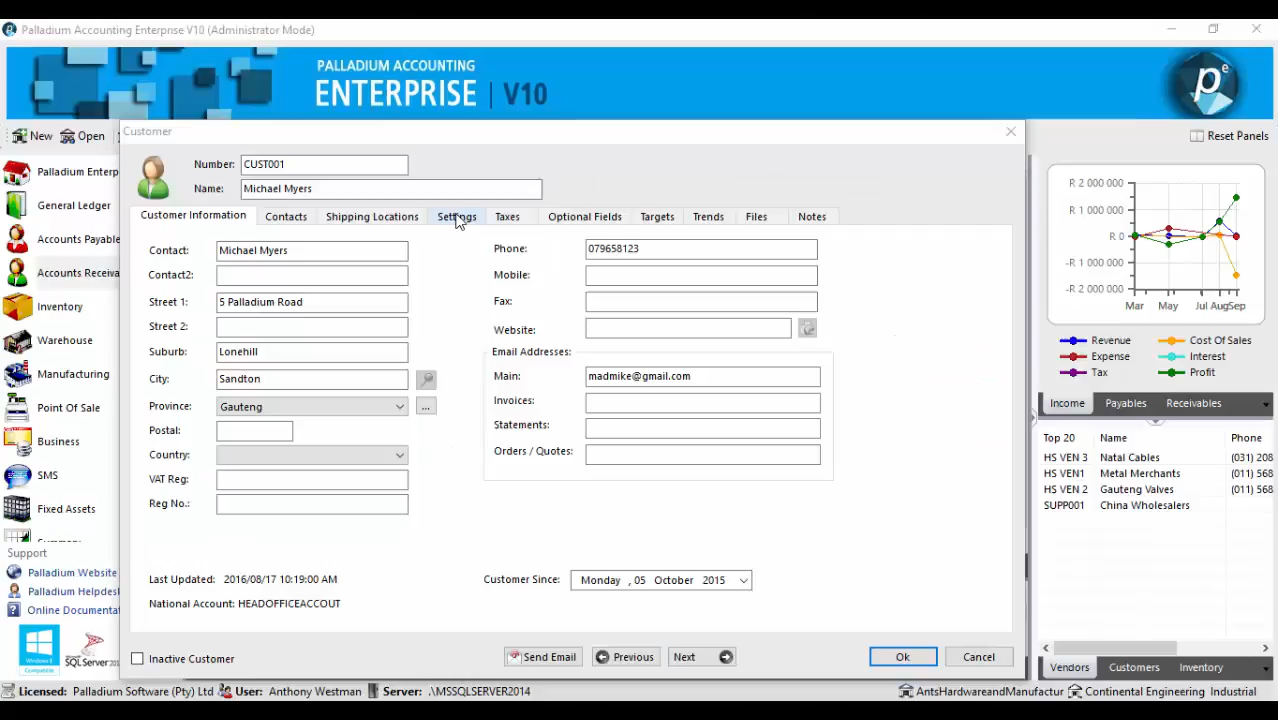 Palladium Accounting Enterprise V10 (Administrator Mode)
PALLADIUM ACCOUNTING
ENTERPRISE | V10
New Open
Reset Panels
Customer
Number: CUST001
Name: Michael Myers
Customer Information Contacts Shipping Locations Settings Taxes Optional Fields Targets Trends Files Notes
Contact: Michael Myers
Contact2:
Street 1: 5 Palladium Road
Street 2:
Suburb: Lonehill
City: Sandton
Province: Gauteng ...
Postal:
Country:
VAT Reg:
Reg No.:
Phone: 079658123
Mobile:
Fax:
Website:
Email Addresses:
Main: madmike@gmail.com
Invoices:
Statements:
Orders / Quotes:
Last Updated: 2016/08/17 10:19:00 AM
Customer Since: Monday , 05 October 2015
National Account: HEADOFFICEACCOUT
Inactive Customer
Send Email Previous Next Ok Cancel
Palladium Enterp
General Ledger
Accounts Payable
Accounts Receiva
Inventory
Warehouse
Manufacturing
Point Of Sale
Business
SMS
Fixed Assets
Support
Palladium Website
Palladium Helpdes
Online Documenta
Windows 8
Compatible
SQL Server
R 2 000 000
R 1 000 000
R 0
-R 1 000 000
-R 2 000 000
Mar May Jul Aug Sep
Revenue Cost Of Sales
Expense Interest
Tax Profit
Income Payables Receivables
Top 20 Name Phone
HS VEN 3 Natal Cables (031) 208
HS VEN1 Metal Merchants (011) 568
HS VEN 2 Gauteng Valves (011) 568
SUPP001 China Wholesalers
Vendors Customers Inventory
Licensed: Palladium Software (Pty) Ltd User: Anthony Westman Server: .\MSSQLSERVER2014
AntsHardwareandManufactur Continental Engineering Industrial